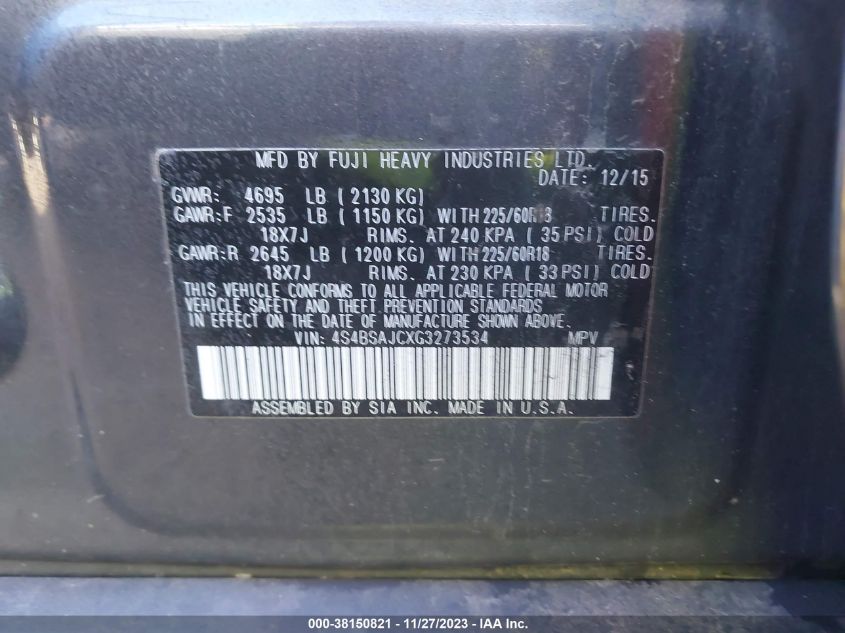 MFD BY FUJI HEAVY INDUSTRIES LTD.
DATE: 12/15
GVWR: 4695 LB (2130 KG)
GAWR:F 2535 LB (1150 KG) WITH 225/60R18 TIRES.
18X7J RIMS. AT 240 KPA (35 PSI) COLD
GAWR:R 2645 LB (1200 KG) WITH 225/60R18 TIRES.
18X7J RIMS. AT 230 KPA (33 PSI) COLD
THIS VEHICLE CONFORMS TO ALL APPLICABLE FEDERAL MOTOR
VEHICLE SAFETY AND THEFT PREVENTION STANDARDS
IN EFFECT ON THE DATE OF MANUFACTURE SHOWN ABOVE.
VIN: 4S4BSAJCXG3273534 MPV
ASSEMBLED BY SIA INC. MADE IN U.S.A.
000-38150821 - 11/27/2023 - IAA Inc.